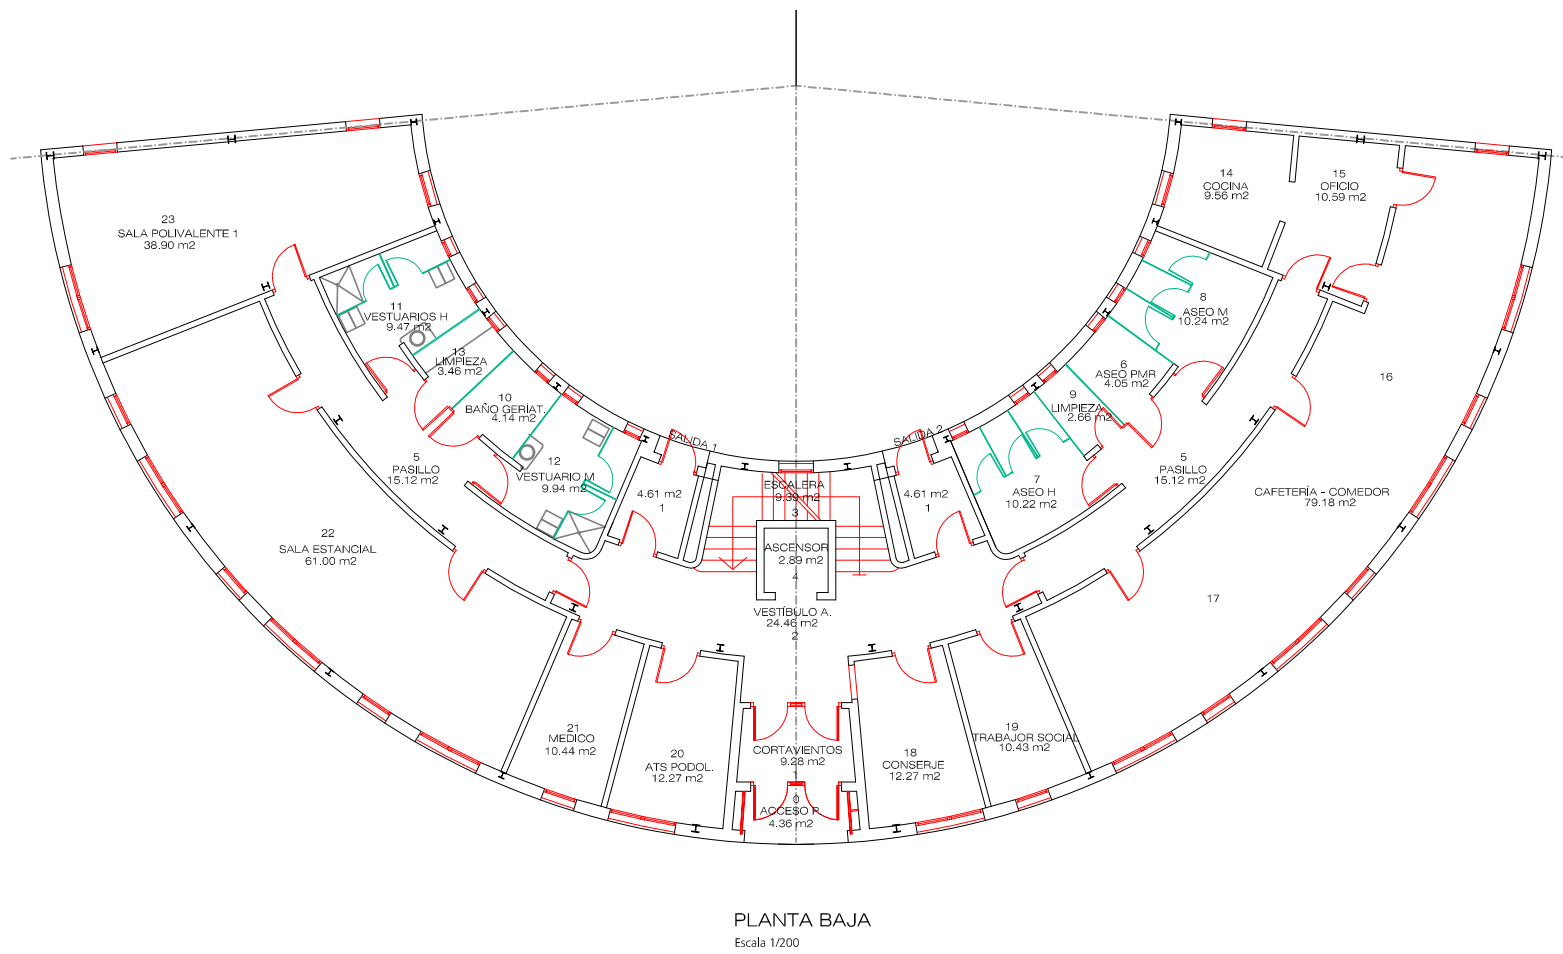 23
SALA POLIVALENTE 1
38.90 m2
11
VESTUARIOS H
9.47 m2
13
LIMPIEZA
3.46 m2
10
BAÑO GERÍAT.
4.14 m2
12
VESTUARIO M
9.94 m2
5
PASILLO
15.12 m2
22
SALA ESTANCIAL
61.00 m2
SALIDA 1
4.61 m2
1
ESCALERA
9.39 m2
3
ASCENSOR
2.89 m2
4
VESTÍBULO A.
24.46 m2
2
SALIDA 2
4.61 m2
1
14
COCINA
9.56 m2
15
OFICIO
10.59 m2
8
ASEO M
10.24 m2
6
ASEO PMR
4.05 m2
9
LIMPIEZA
2.66 m2
7
ASEO H
10.22 m2
5
PASILLO
15.12 m2
16
CAFETERÍA - COMEDOR
79.18 m2
17
21
MEDICO
10.44 m2
20
ATS PODOL.
12.27 m2
CORTAVIENTOS
9.28 m2
1
0
ACCESO P.
4.36 m2
18
CONSERJE
12.27 m2
19
TRABAJOR SOCIAL
10.43 m2
PLANTA BAJA
Escala 1/200